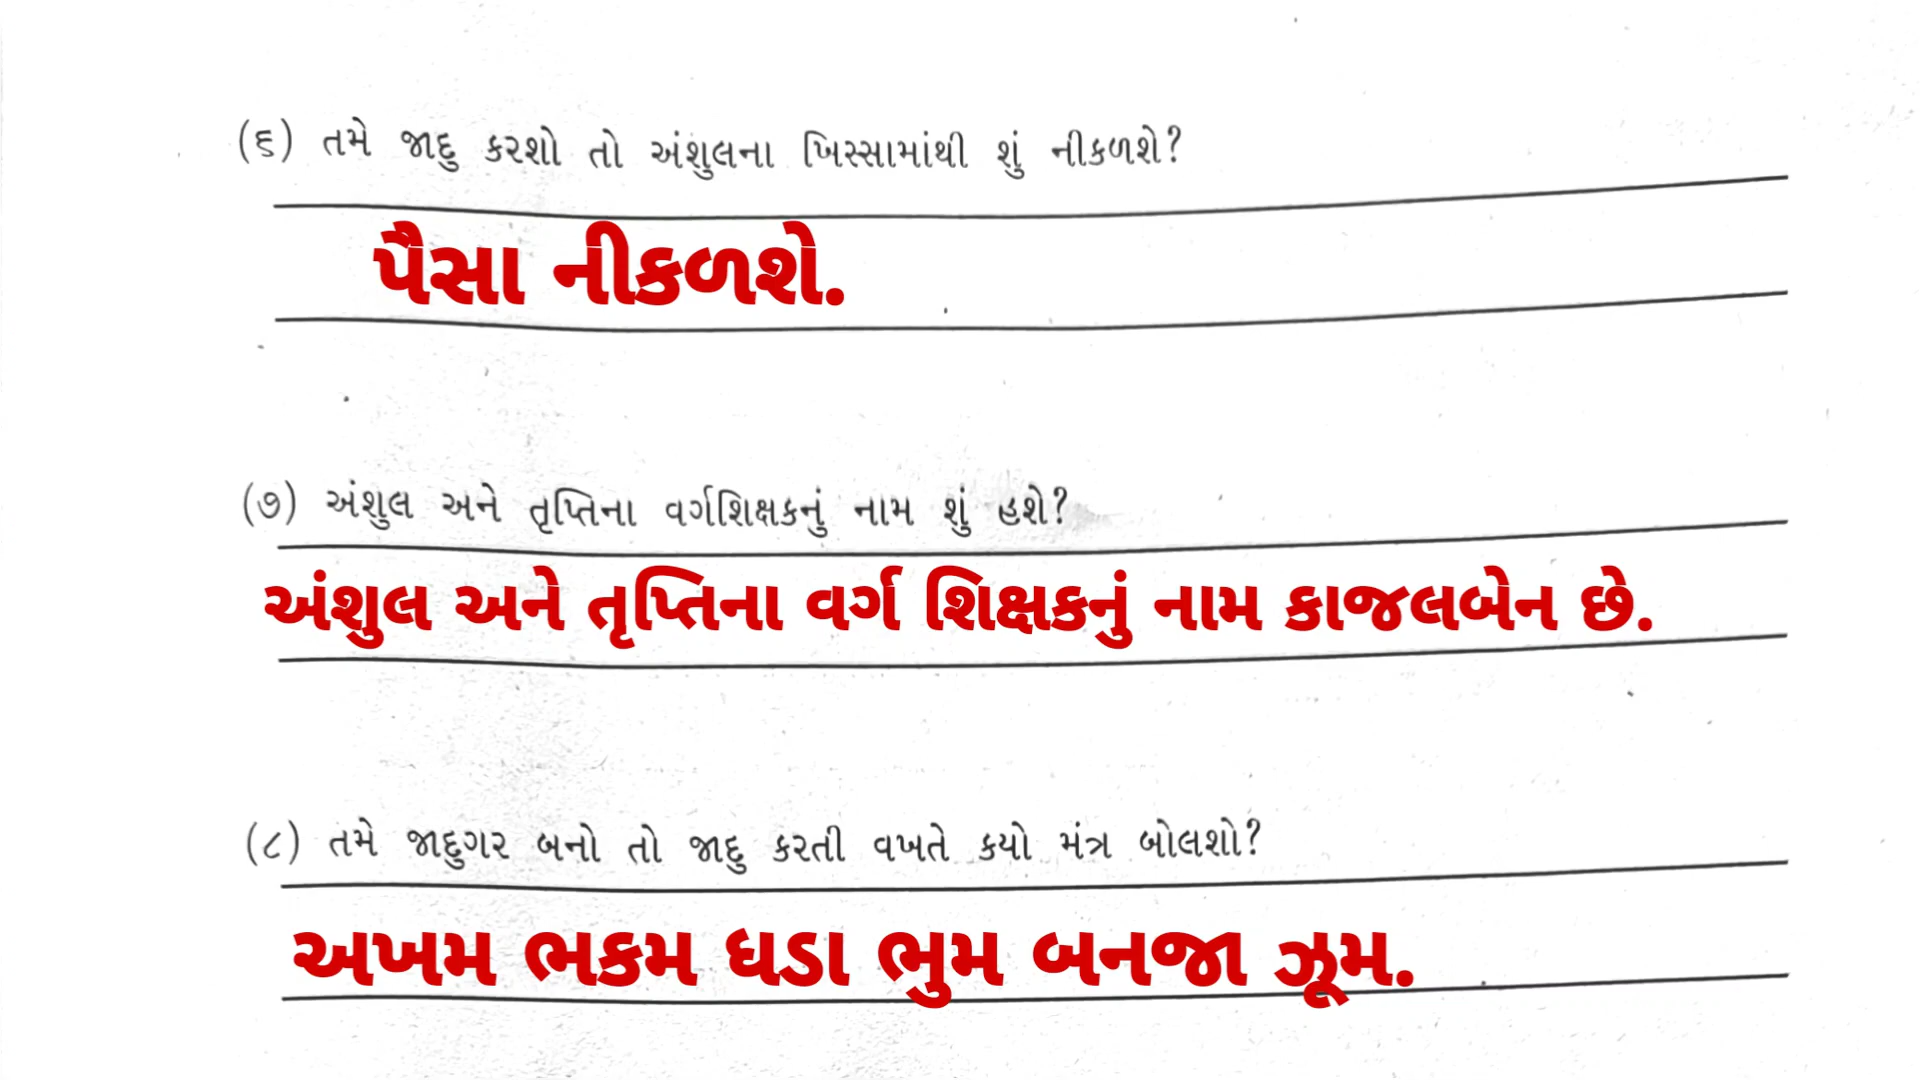 (૬) તમે જાદુ કરશો તો અંશુલના ખિસ્સામાંથી શું નીકળશે?
પૈસા નીકળશે.
(૭) અંશુલ અને તૃપ્તિના વર્ગશિક્ષકનું નામ શું હશે?
અંશુલ અને તૃપ્તિના વર્ગ શિક્ષકનું નામ કાજલબેન છે.
(૮) તમે જાદુગર બનો તો જાદુ કરતી વખતે કયો મંત્ર બોલશો?
અખમ ભકમ ધડા ભુમ બનજા ઝૂમ.